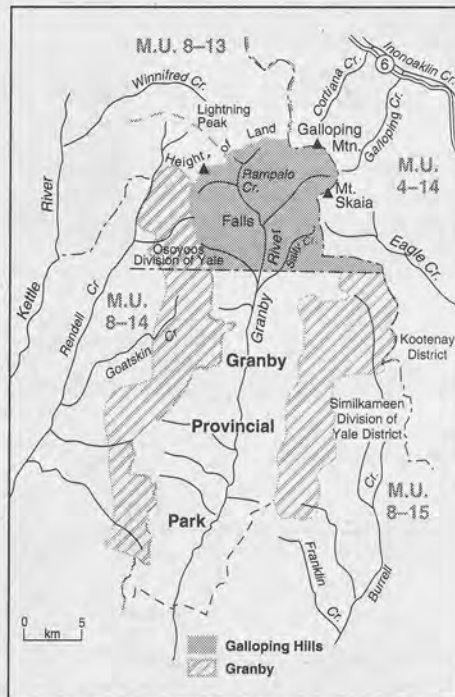 M.U. 8–13
Winnifred Cr.
Cortiana Cr.
6
Inonoaklin Cr.
Lightning
Peak
Height of Land
Galloping
Mtn.
Galloping Cr.
M.U.
4–14
Rampalo
Cr.
Mt.
Skaia
River
Falls
River
Eagle Cr.
Osoyoos
Division of Yale
Kettle
Rendell Cr
M.U.
8–14
Goatskin Cr
Granby
Granby
Kootenay
District
Provincial
Similkameen
Division of
Yale District
Park
Cr.
M.U.
8–15
Franklin
Cr.
Burrell
0 5
km
Galloping Hills
Granby